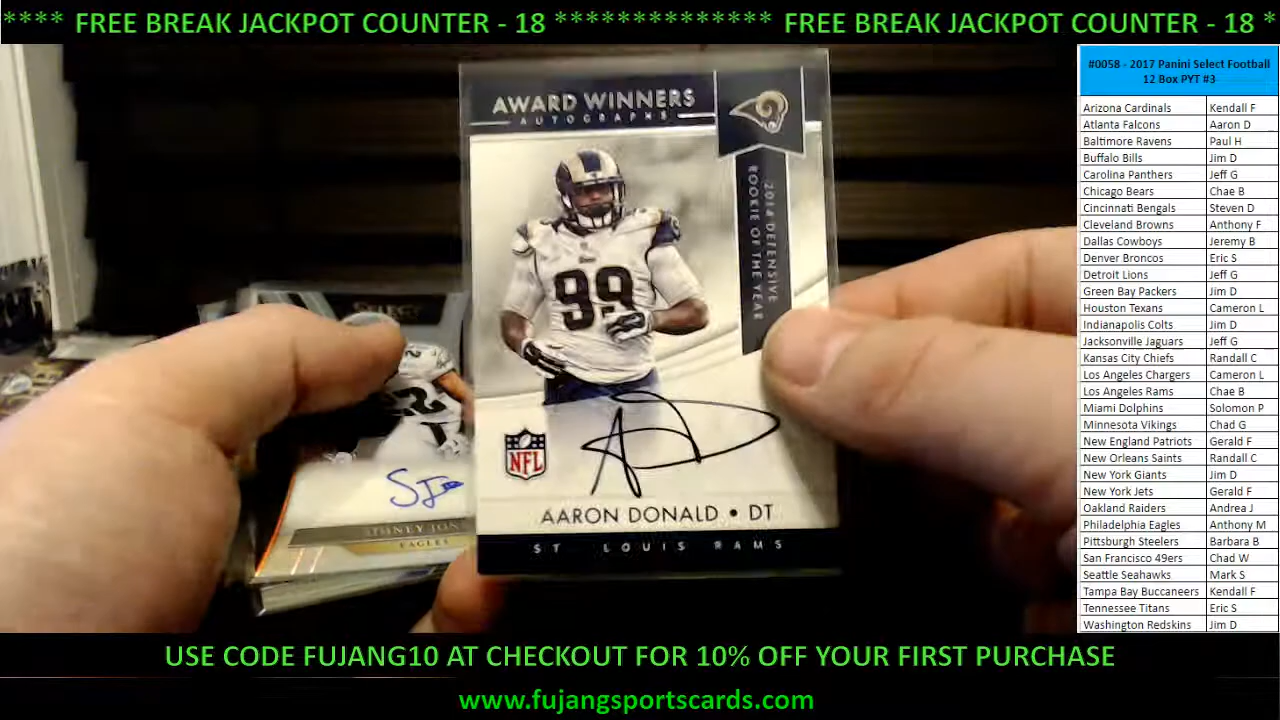 **** FREE BREAK JACKPOT COUNTER - 18 ************** FREE BREAK JACKPOT COUNTER - 18 *
AWARD WINNERS
AUTOGRAPHS
2014 DEFENSIVE
ROOKIE OF THE YEAR
99
NFL
AARON DONALD • DT
ST. LOUIS RAMS
SELECT
EAGLES
#0058 - 2017 Panini Select Football
12 Box PYT #3
Arizona Cardinals Kendall F
Atlanta Falcons Aaron D
Baltimore Ravens Paul H
Buffalo Bills Jim D
Carolina Panthers Jeff G
Chicago Bears Chae B
Cincinnati Bengals Steven D
Cleveland Browns Anthony F
Dallas Cowboys Jeremy B
Denver Broncos Eric S
Detroit Lions Jeff G
Green Bay Packers Jim D
Houston Texans Cameron L
Indianapolis Colts Jim D
Jacksonville Jaguars Jeff G
Kansas City Chiefs Randall C
Los Angeles Chargers Cameron L
Los Angeles Rams Chae B
Miami Dolphins Solomon P
Minnesota Vikings Chad G
New England Patriots Gerald F
New Orleans Saints Randall C
New York Giants Jim D
New York Jets Gerald F
Oakland Raiders Andrea J
Philadelphia Eagles Anthony M
Pittsburgh Steelers Barbara B
San Francisco 49ers Chad W
Seattle Seahawks Mark S
Tampa Bay Buccaneers Kendall F
Tennessee Titans Eric S
Washington Redskins Jim D
USE CODE FUJANG10 AT CHECKOUT FOR 10% OFF YOUR FIRST PURCHASE
www.fujangsportscards.com